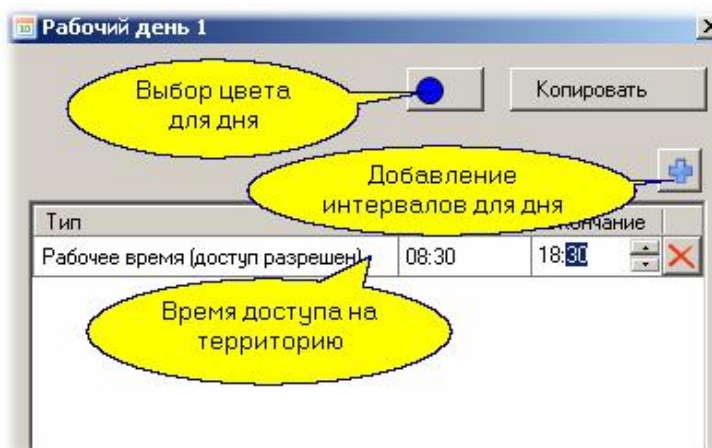 Рабочий день 1
Выбор цвета
для дня
Копировать
Добавление
интервалов для дня
Тип
Рабочее время (доступ разрешен)
08:30
18:30
Время доступа на
территорию